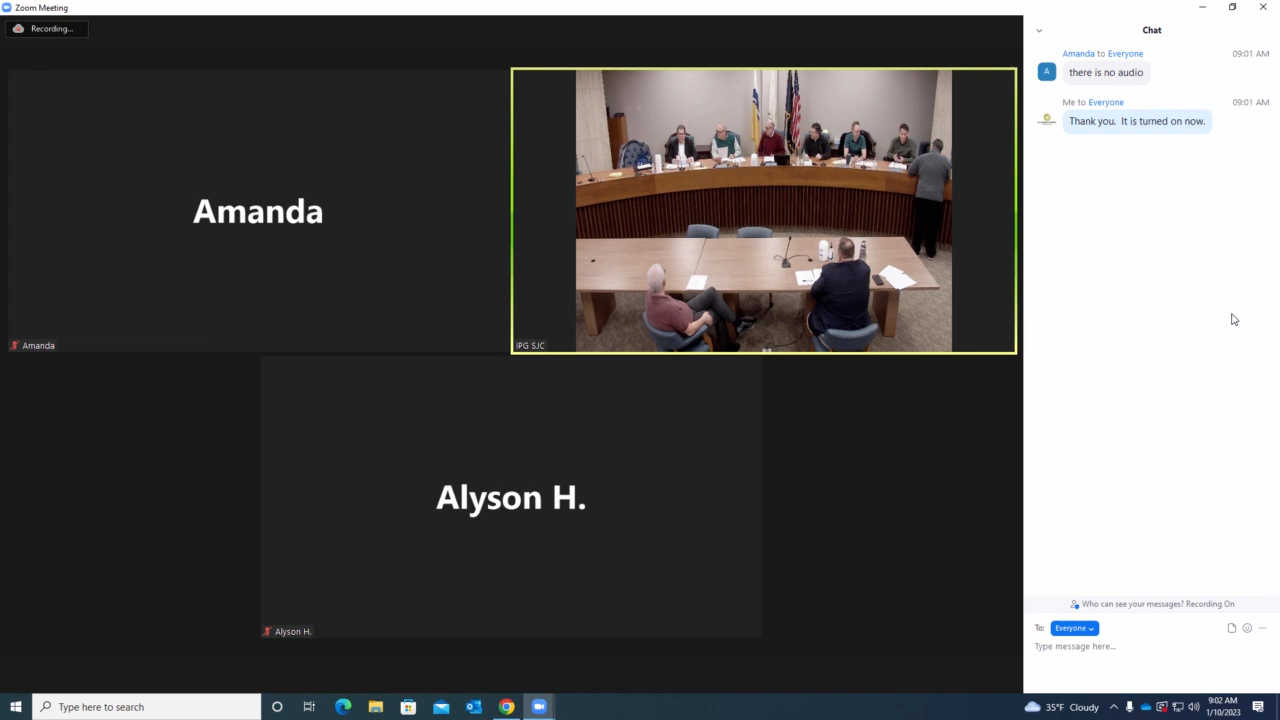 Zoom Meeting
Recording...
Amanda
Amanda
IPG SJC
Alyson H.
Alyson H.
Chat
Amanda to Everyone 09:01 AM
A
there is no audio
Me to Everyone 09:01 AM
Thank you.  It is turned on now.
Who can see your messages? Recording On
To: Everyone
Type message here...
Type here to search
35°F Cloudy
9:02 AM
1/10/2023